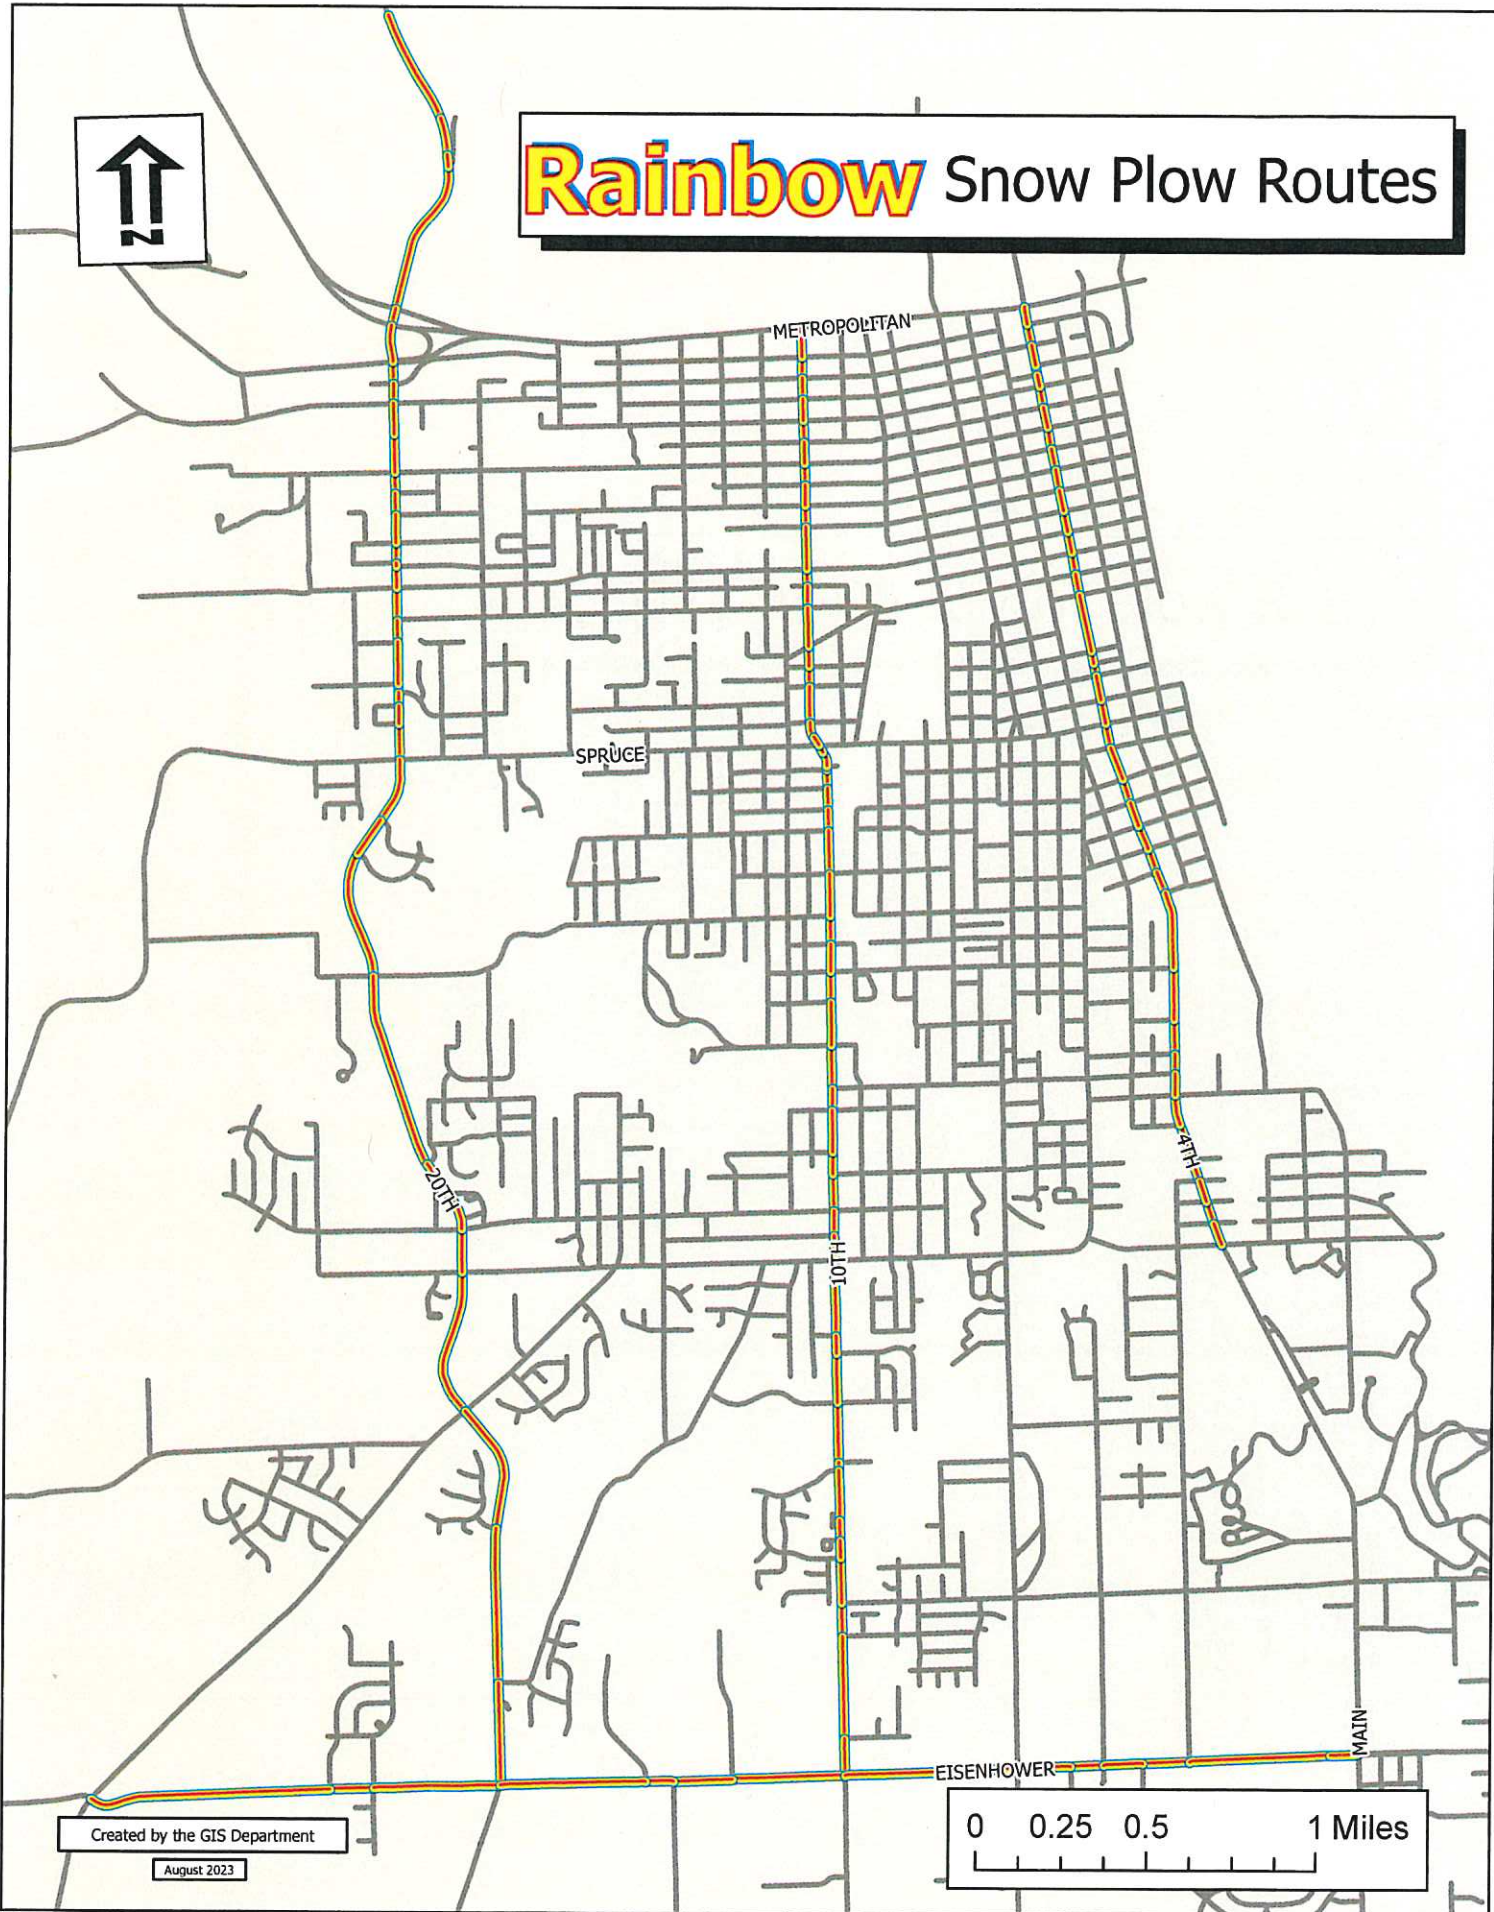 N
Rainbow Snow Plow Routes
METROPOLITAN
SPRUCE
20TH
4TH
10TH
MAIN
EISENHOWER
Created by the GIS Department
August 2023
0 0.25 0.5 1 Miles